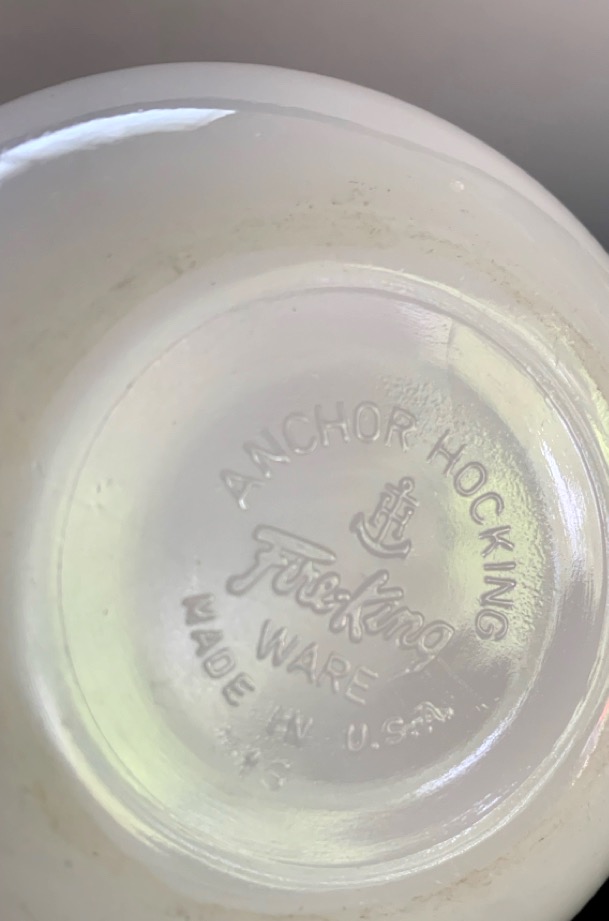 ANCHOR HOCKING
Fire-King
WARE
MADE IN U.S.A.